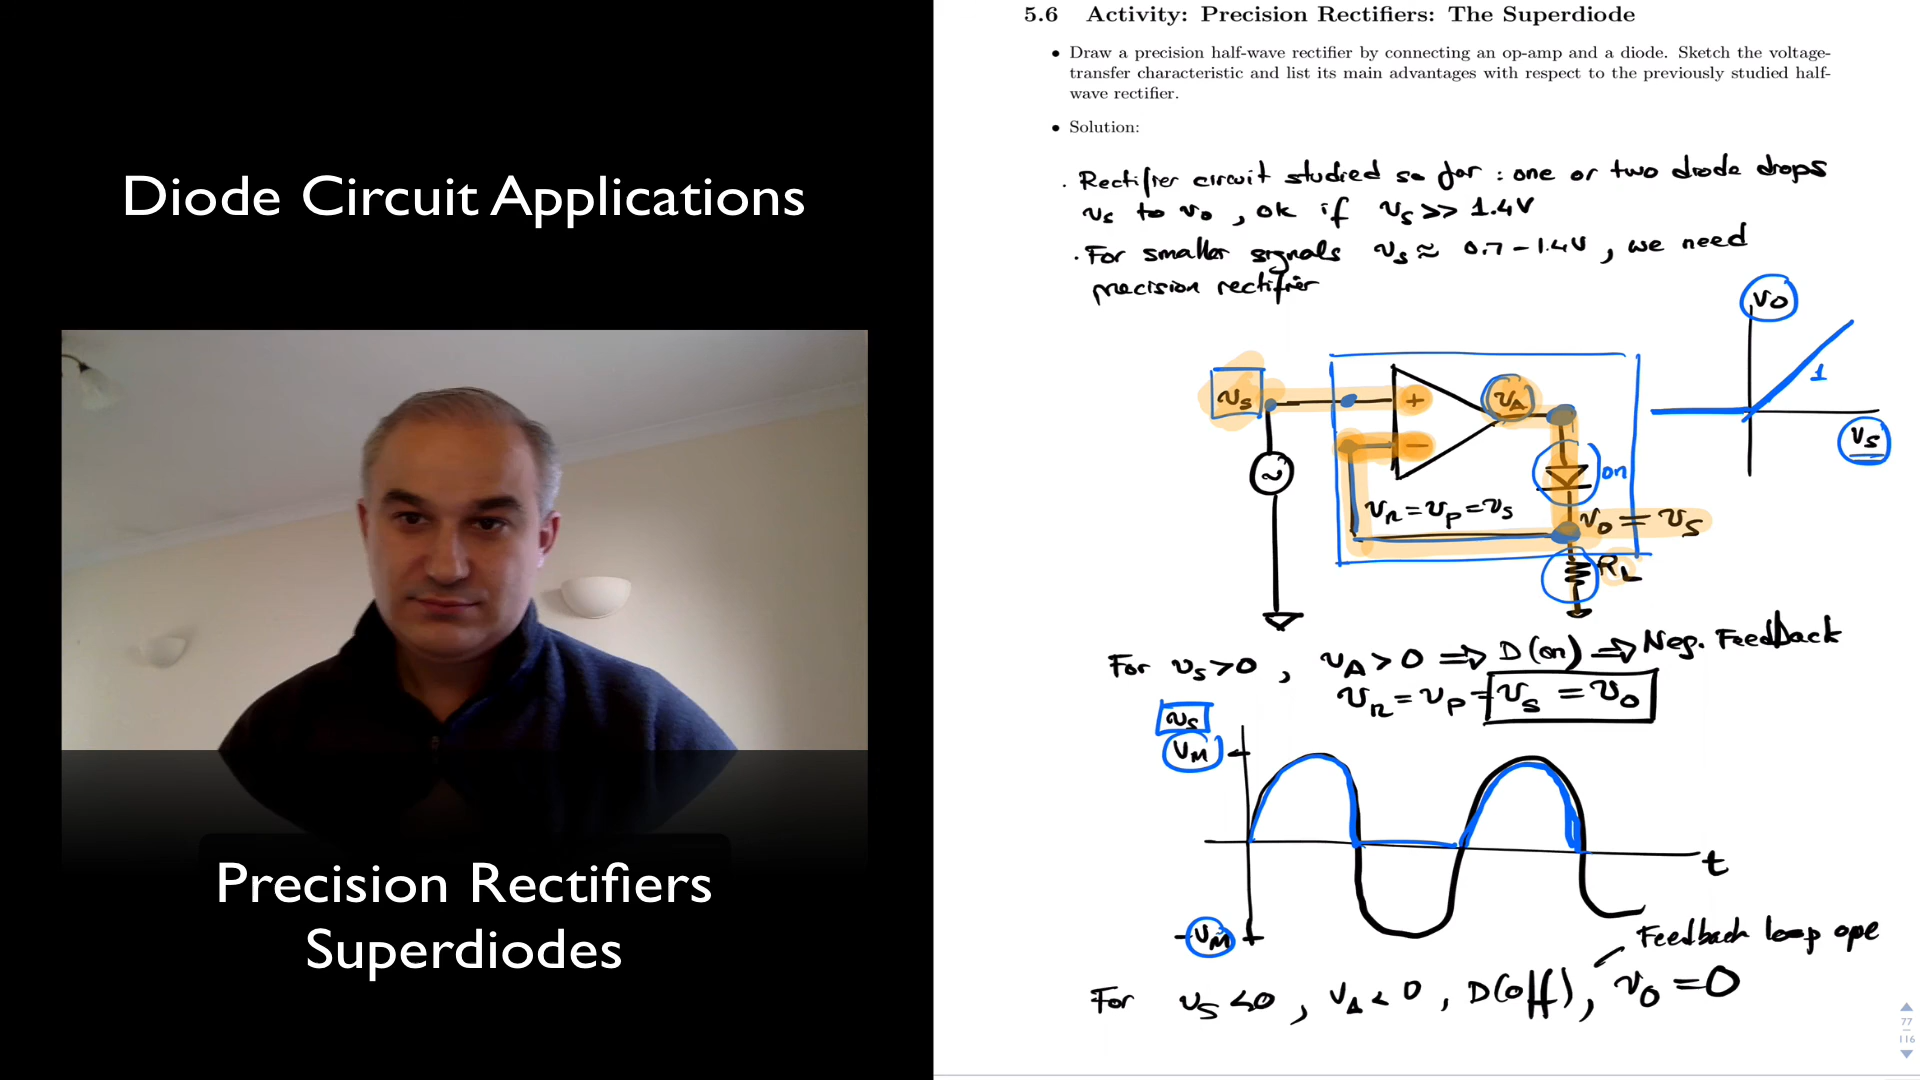 Diode Circuit Applications
Precision Rectifiers
Superdiodes
5.6 Activity: Precision Rectifiers: The Superdiode
• Draw a precision half-wave rectifier by connecting an op-amp and a diode. Sketch the voltage-
transfer characteristic and list its main advantages with respect to the previously studied half-
wave rectifier.
• Solution:
. Rectifier circuit studied so far : one or two diode drops
vs to vo , ok if vs >> 1.4V
. For smaller signals vs ≈ 0.7 - 1.4V , we need
precision rectifier
vo
1
vs
vs
+
vA
-
on
vn = vp = vs
vo = vs
RL
For vs > 0 , vA > 0 ⇒ D (on) ⇒ Neg. Feedback
vn = vp = vs = vo
vs
VM
t
-VM
Feedback loop ope
For vs < 0 , vA < 0 , D(off) , vo = 0
77
116